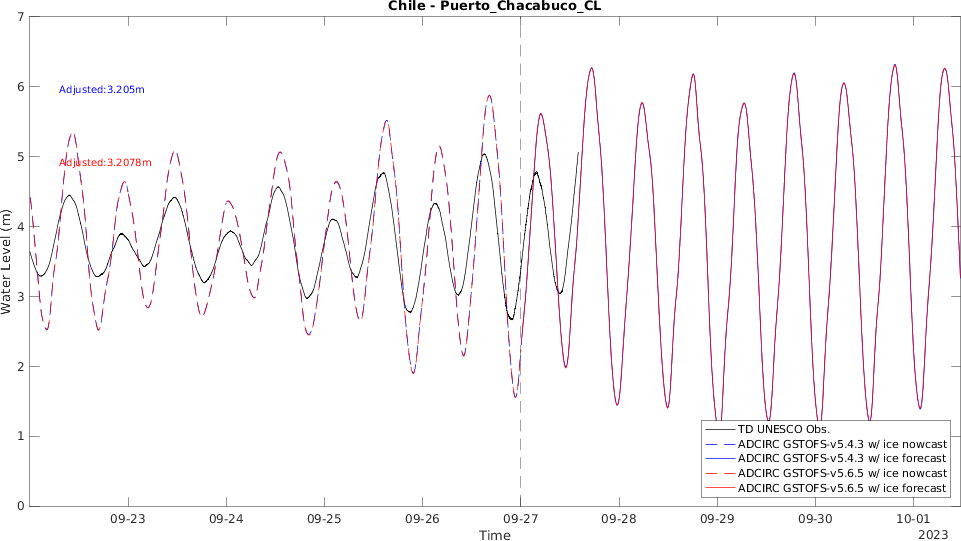 Chile - Puerto_Chacabuco_CL
7
6
5
4
3
2
1
0
Water Level (m)
Adjusted:3.205m
Adjusted:3.2078m
TD UNESCO Obs.
ADCIRC GSTOFS-v5.4.3 w/ ice nowcast
ADCIRC GSTOFS-v5.4.3 w/ ice forecast
ADCIRC GSTOFS-v5.6.5 w/ ice nowcast
ADCIRC GSTOFS-v5.6.5 w/ ice forecast
09-23 09-24 09-25 09-26 09-27 09-28 09-29 09-30 10-01
Time
2023